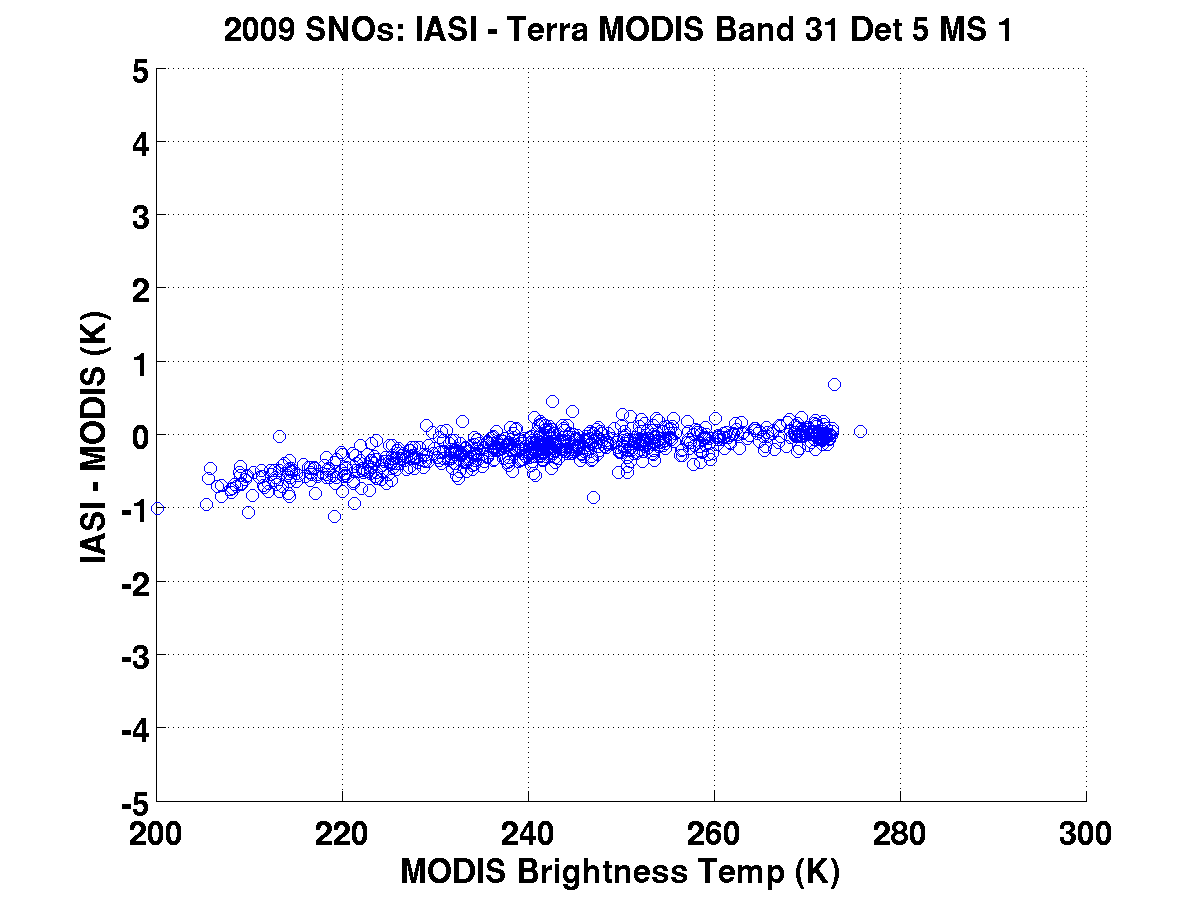 2009 SNOs: IASI - Terra MODIS Band 31 Det 5 MS 1
5
4
3
2
1
0
-1
-2
-3
-4
-5
IASI - MODIS (K)
200 220 240 260 280 300
MODIS Brightness Temp (K)